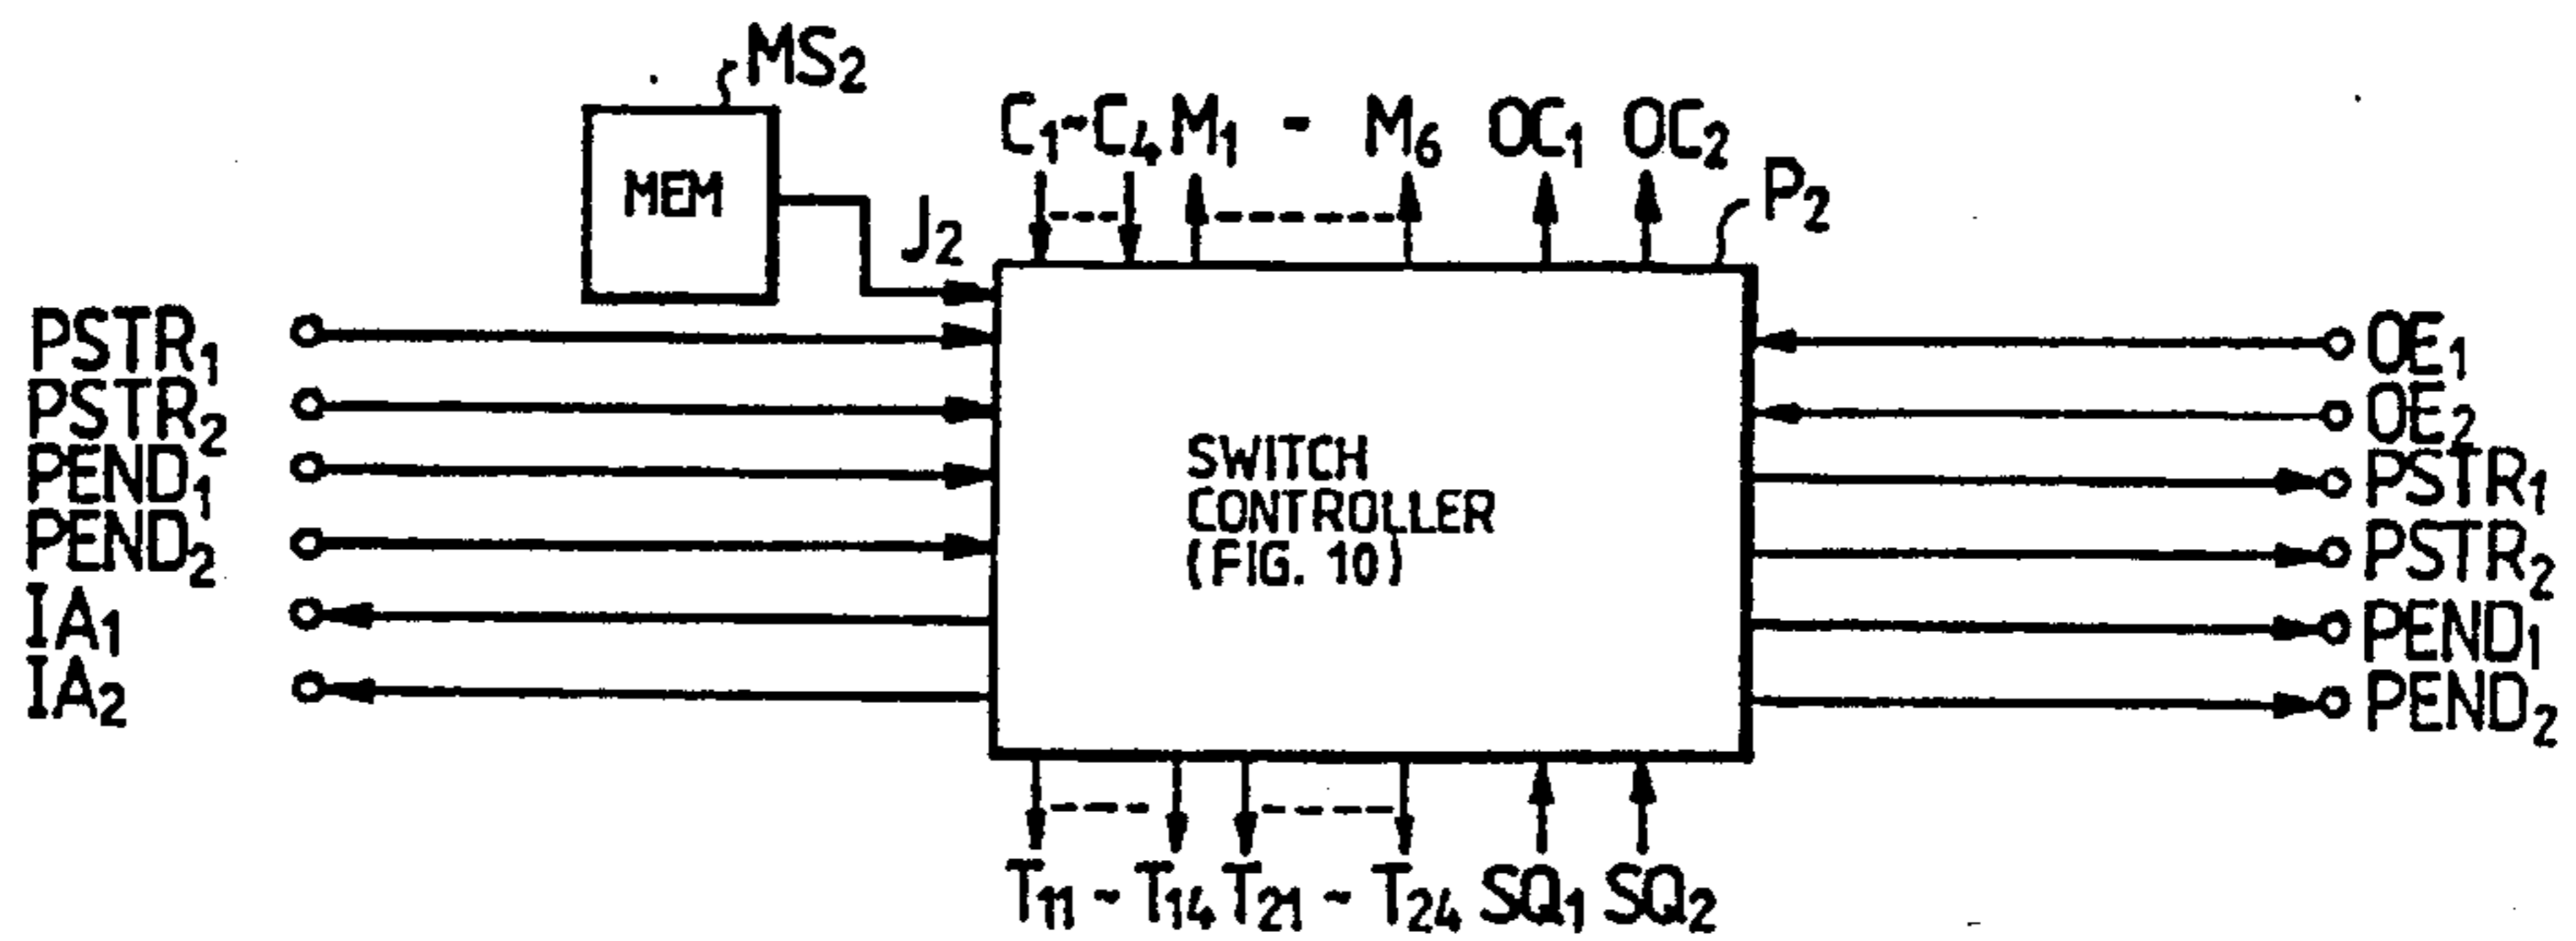 MS₂
MEM
C₁~C₄ M₁ - M₆ OC₁ OC₂
P₂
J₂
PSTR₁
PSTR₂
PEND₁
PEND₂
IA₁
IA₂
SWITCH
CONTROLLER
(FIG. 10)
OE₁
OE₂
PSTR₁
PSTR₂
PEND₁
PEND₂
T₁₁ ~ T₁₄ T₂₁ ~ T₂₄ SQ₁ SQ₂